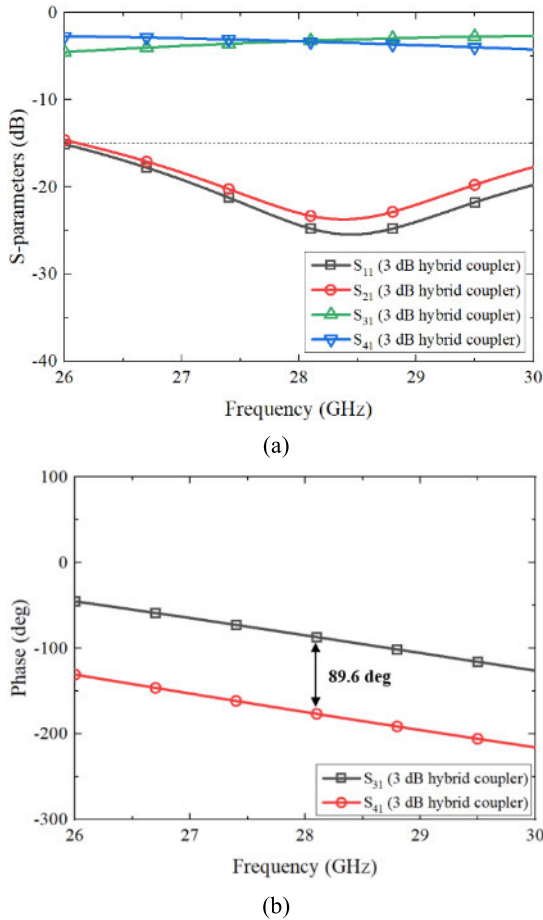 0
-10
-20
-30
-40
S-parameters (dB)
S11 (3 dB hybrid coupler)
S21 (3 dB hybrid coupler)
S31 (3 dB hybrid coupler)
S41 (3 dB hybrid coupler)
26 27 28 29 30
Frequency (GHz)
(a)
100
0
-100
-200
-300
Phase (deg)
89.6 deg
S31 (3 dB hybrid coupler)
S41 (3 dB hybrid coupler)
26 27 28 29 30
Frequency (GHz)
(b)